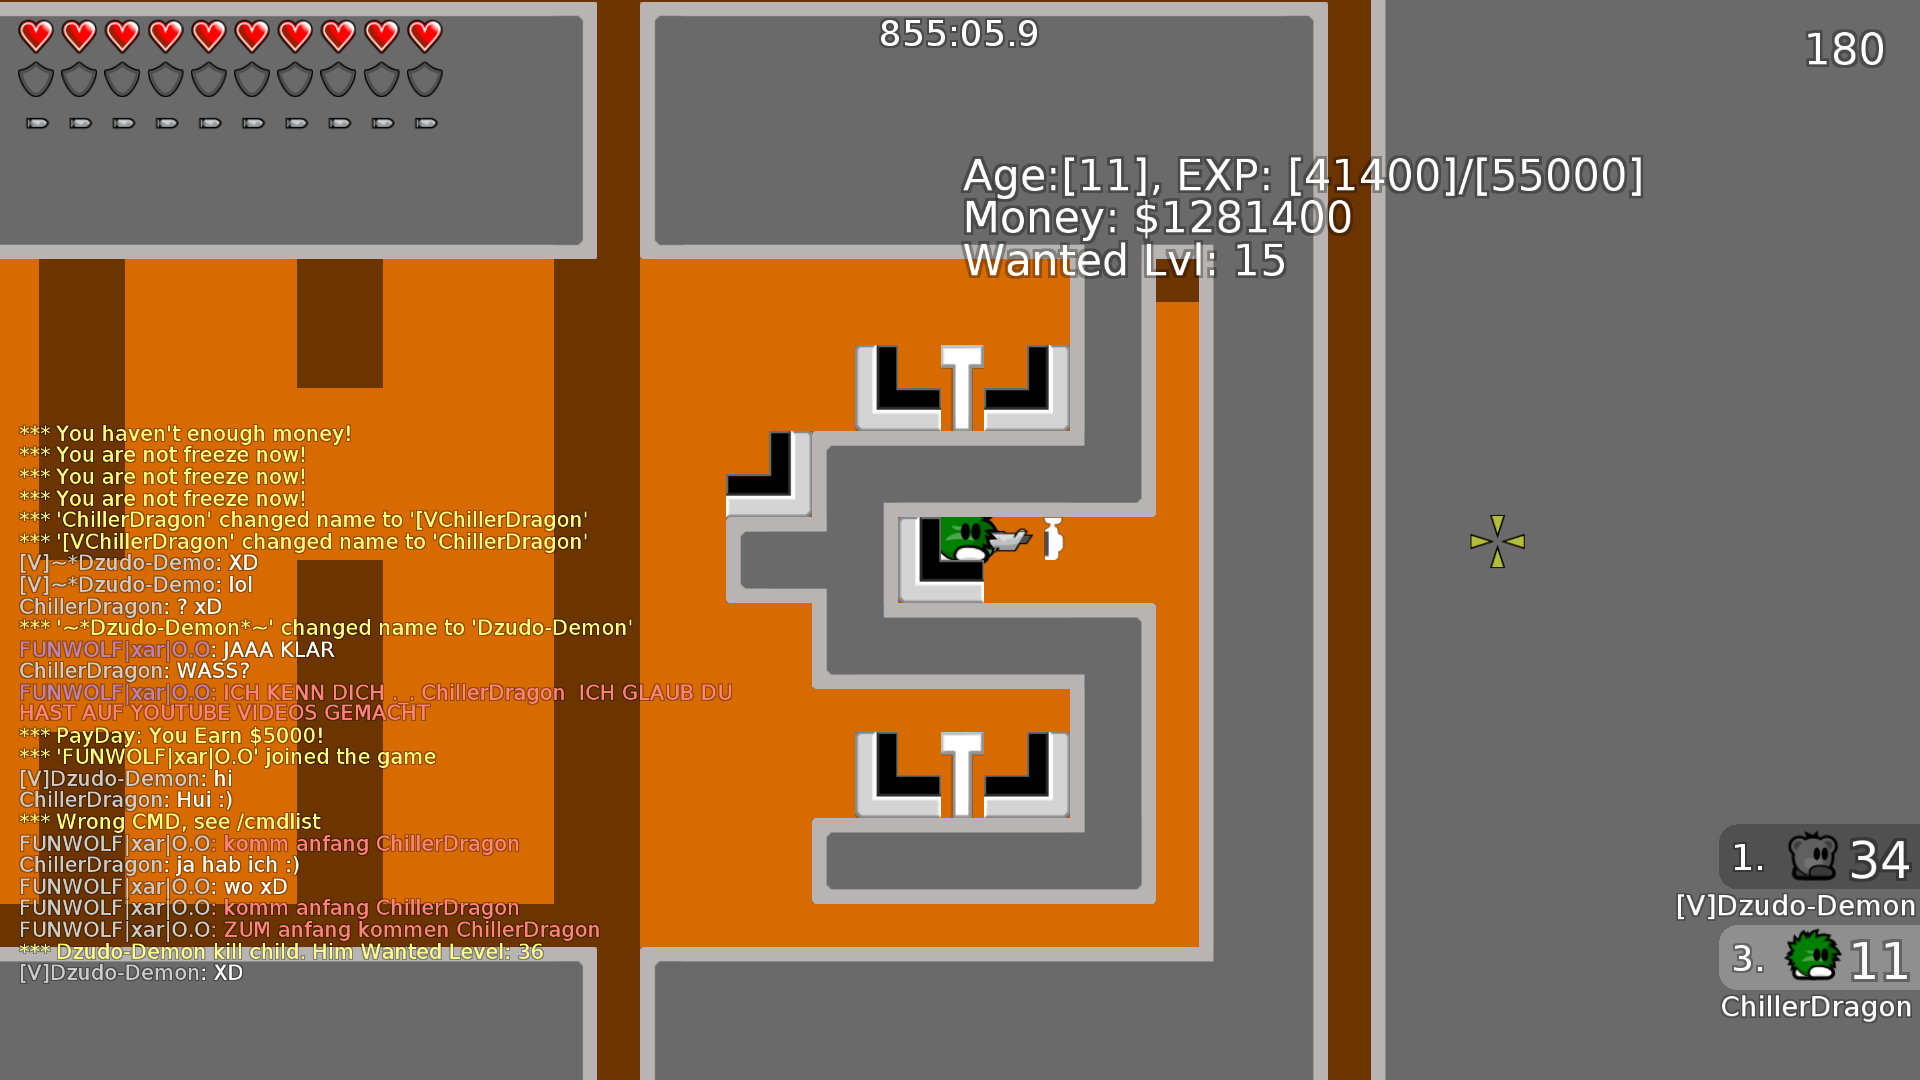 855:05.9
180
Age:[11], EXP: [41400]/[55000]
Money: $1281400
Wanted Lvl: 15
*** You haven't enough money!
*** You are not freeze now!
*** You are not freeze now!
*** You are not freeze now!
*** 'ChillerDragon' changed name to '[VChillerDragon'
*** '[VChillerDragon' changed name to 'ChillerDragon'
[V]~*Dzudo-Demo: XD
[V]~*Dzudo-Demo: lol
ChillerDragon: ? xD
*** '~*Dzudo-Demon*~' changed name to 'Dzudo-Demon'
FUNWOLF|xar|O.O: JAAA KLAR
ChillerDragon: WASS?
FUNWOLF|xar|O.O: ICH KENN DICH . . ChillerDragon  ICH GLAUB DU
HAST AUF YOUTUBE VIDEOS GEMACHT
*** PayDay: You Earn $5000!
*** 'FUNWOLF|xar|O.O' joined the game
[V]Dzudo-Demon: hi
ChillerDragon: Hui :)
*** Wrong CMD, see /cmdlist
FUNWOLF|xar|O.O: komm anfang ChillerDragon
ChillerDragon: ja hab ich :)
FUNWOLF|xar|O.O: wo xD
FUNWOLF|xar|O.O: komm anfang ChillerDragon
FUNWOLF|xar|O.O: ZUM anfang kommen ChillerDragon
*** Dzudo-Demon kill child. Him Wanted Level: 36
[V]Dzudo-Demon: XD
1. 34
[V]Dzudo-Demon
3. 11
ChillerDragon